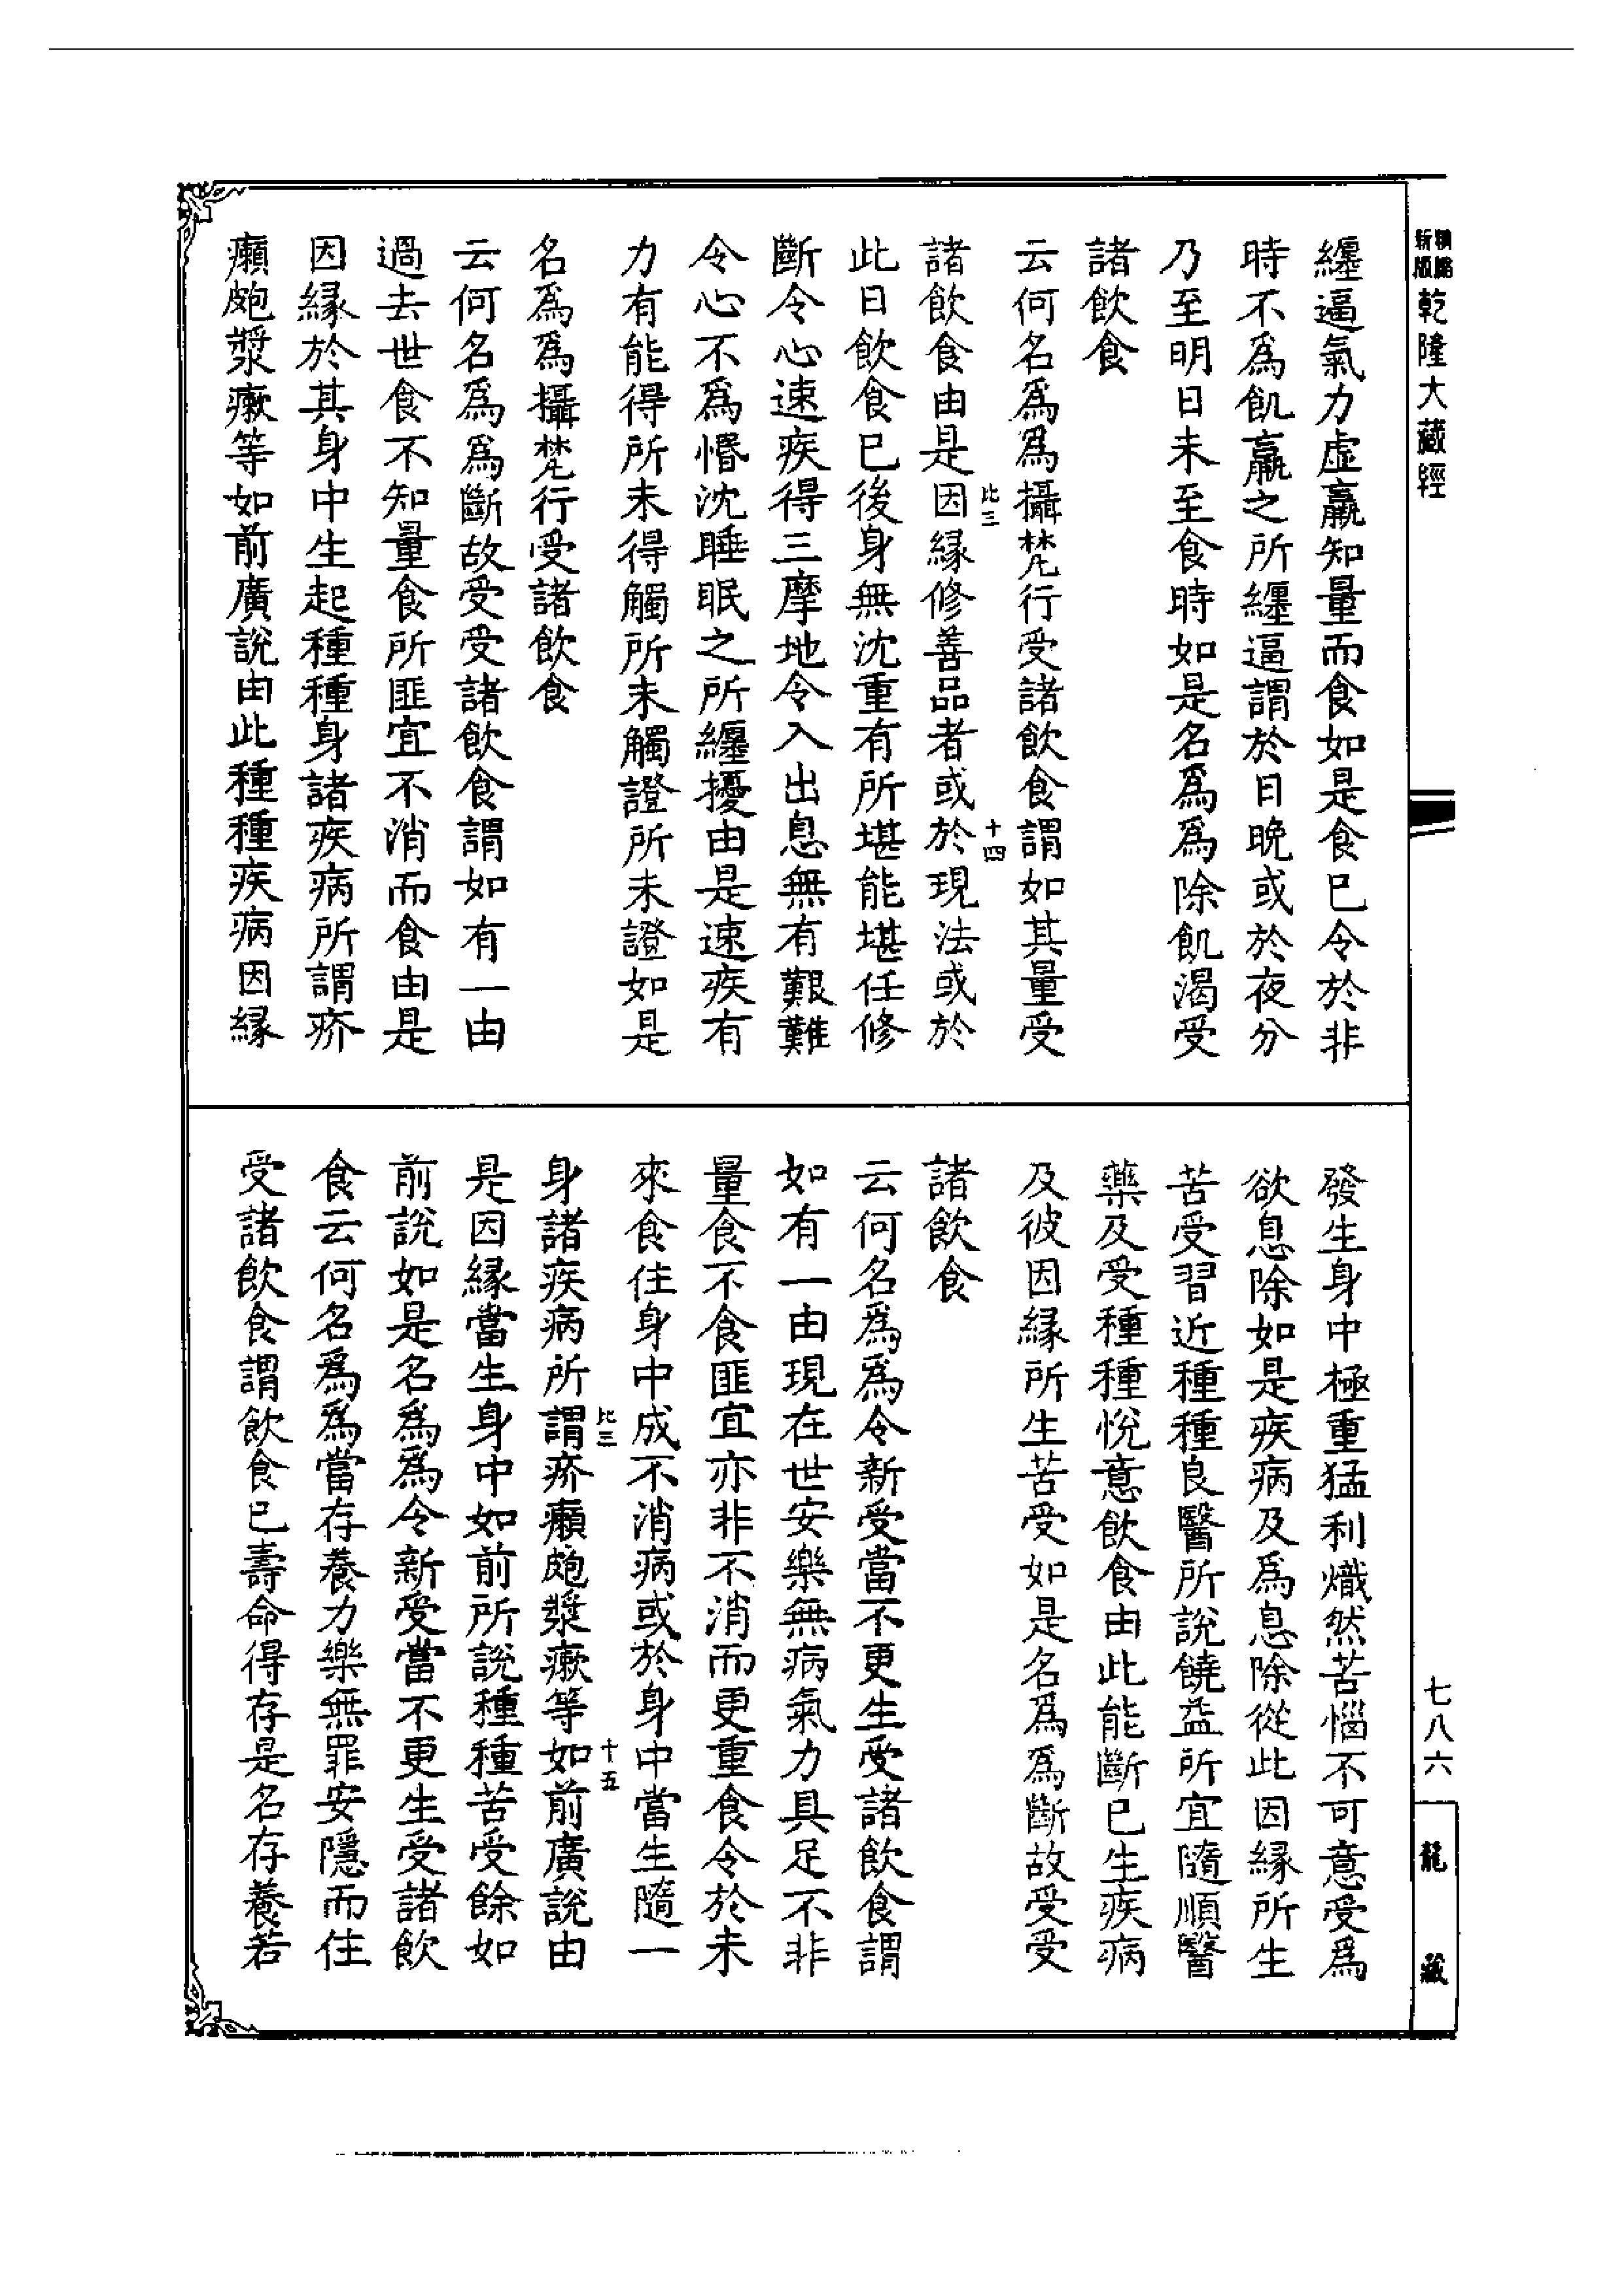 新版
乾隆大藏經
纏逼氣力虛羸知量而食如是食已令於非
時不為飢羸之所纏逼謂於日晚或於夜分
乃至明日未至食時如是名為為除飢渴受
諸飲食
云何名為為攝梵行受諸飲食謂如其量受
比三
十四
諸飲食由是因緣修善品者或於現法或於
此日飲食已後身無沈重有所堪能堪任修
斷令心速疾得三摩地令入出息無有艱難
令心不為惛沈睡眠之所纏擾由是速疾有
力有能得所未得觸所未觸證所未證如是
名為為攝梵行受諸飲食
云何名為為斷故受受諸飲食謂如有一由
過去世食不知量食所匪宜不消而食由是
因緣於其身中生起種種身諸疾病所謂疥
癩皰漿瘷等如前廣說由此種種疾病因緣
發生身中極重猛利熾然苦惱不可意受為
欲息除如是疾病及為息除從此因緣所生
苦受習近種種良醫所說饒益所宜隨順醫
藥及受種種悅意飲食由此能斷已生疾病
及彼因緣所生苦受如是名為為斷故受受
諸飲食
云何名為為令新受當不更生受諸飲食謂
如有一由現在世安樂無病氣力具足不非
量食不食匪宜亦非不消而更重食令於未
來食住身中成不消病或於身中當生隨一
比三
十五
身諸疾病所謂疥癩皰漿瘷等如前廣說由
是因緣當生身中如前所說種種苦受餘如
前說如是名為為令新受當不更生受諸飲
食云何名為為當存養力樂無罪安隱而住
受諸飲食謂飲食已壽命得存是名存養若
七八六
龍藏